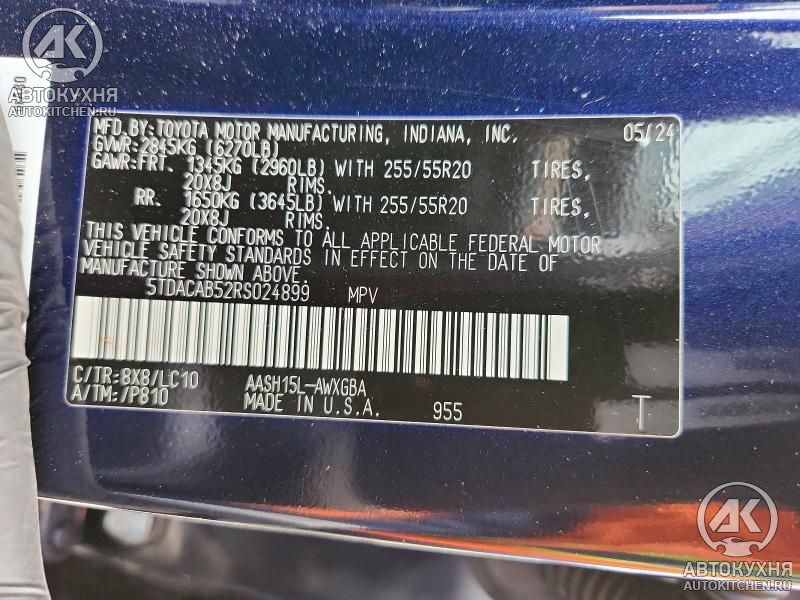 АК
АВТОКУХНЯ
AUTOKITCHEN.RU
MFD.BY:TOYOTA MOTOR MANUFACTURING, INDIANA, INC. 05/24
GVWR: 2845KG (6270LB)
GAWR:FRT. 1345KG (2960LB) WITH 255/55R20 TIRES,
20X8J RIMS.
RR. 1650KG (3645LB) WITH 255/55R20 TIRES,
20X8J RIMS.
THIS VEHICLE CONFORMS TO ALL APPLICABLE FEDERAL MOTOR
VEHICLE SAFETY STANDARDS IN EFFECT ON THE DATE OF
MANUFACTURE SHOWN ABOVE.
5TDACAB52RS024899 MPV
C/TR:8X8/LC10 AASH15L-AWXGBA
A/TM:/P810 MADE IN U.S.A. 955 T
АК
АВТОКУХНЯ
AUTOKITCHEN.RU